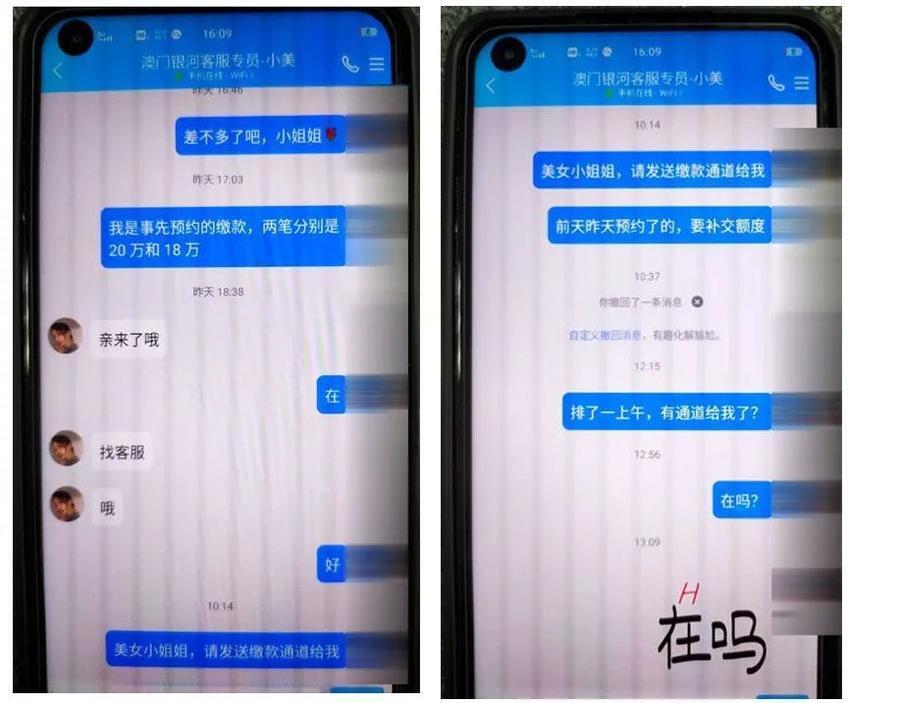 16:09
澳门银河客服专员-小美
手机在线 - WiFi
昨天 16:46
差不多了吧，小姐姐
昨天 17:03
我是事先预约的缴款，两笔分别是
20 万和 18 万
昨天 18:38
亲来了哦
在
找客服
哦
好
10:14
美女小姐姐，请发送缴款通道给我
16:09
澳门银河客服专员-小美
手机在线 - WiFi
10:14
美女小姐姐，请发送缴款通道给我
前天昨天预约了的，要补交额度
10:37
你撤回了一条消息
自定义撤回消息，有趣化解尴尬。
12:15
排了一上午，有通道给我了？
12:56
在吗？
13:09
H
在吗